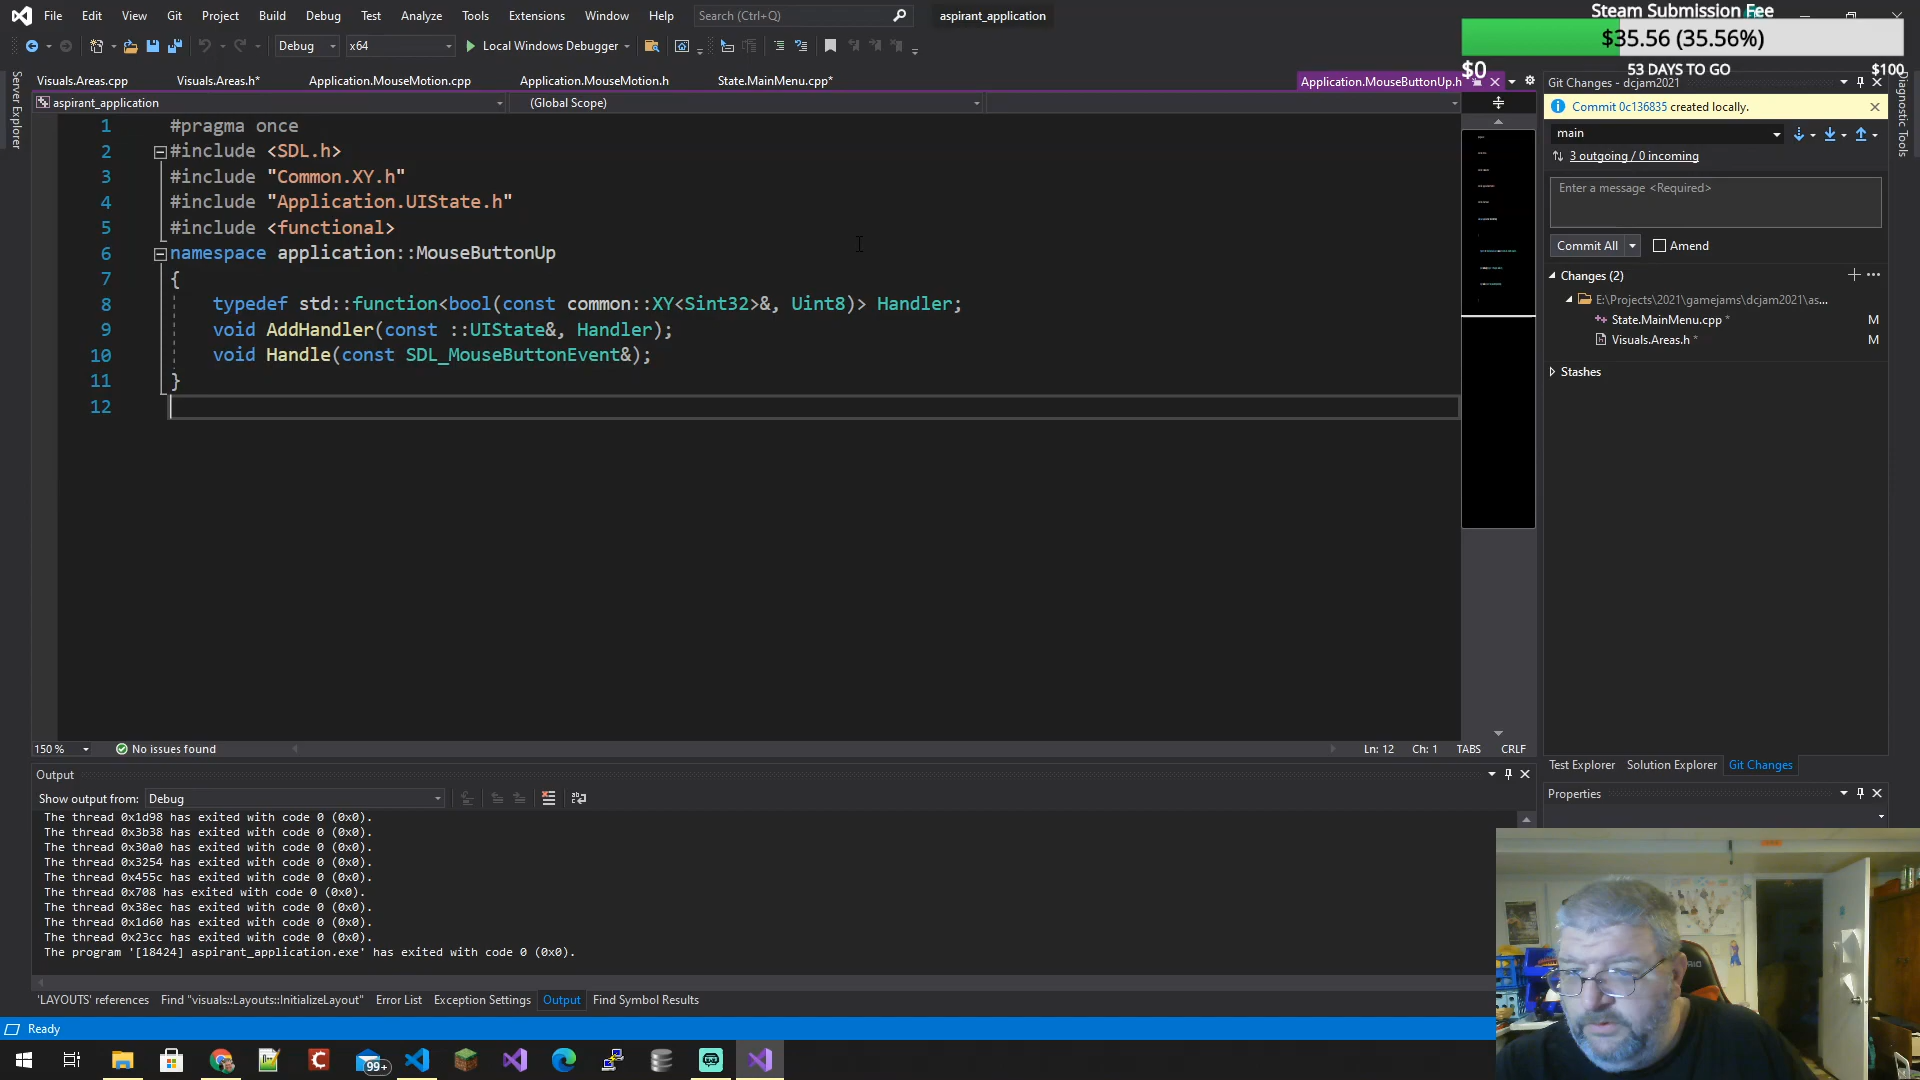 File Edit View Git Project Build Debug Test Analyze Tools Extensions Window Help Search (Ctrl+Q) aspirant_application
Steam Submission Fee
$35.56 (35.56%)
$0 53 DAYS TO GO $100
Debug x64 Local Windows Debugger
Visuals.Areas.cpp Visuals.Areas.h* Application.MouseMotion.cpp Application.MouseMotion.h State.MainMenu.cpp* Application.MouseButtonUp.h
aspirant_application (Global Scope)
1 #pragma once
2 #include <SDL.h>
3 #include "Common.XY.h"
4 #include "Application.UIState.h"
5 #include <functional>
6 namespace application::MouseButtonUp
7 {
8 typedef std::function<bool(const common::XY<Sint32>&, Uint8)> Handler;
9 void AddHandler(const ::UIState&, Handler);
10 void Handle(const SDL_MouseButtonEvent&);
11 }
12
150 % No issues found Ln: 12 Ch: 1 TABS CRLF
Server Explorer
Diagnostic Tools
Git Changes - dcjam2021
Commit 0c136835 created locally.
main
3 outgoing / 0 incoming
Enter a message <Required>
Commit All Amend
Changes (2)
E:\Projects\2021\gamejams\dcjam2021\as...
State.MainMenu.cpp * M
Visuals.Areas.h * M
Stashes
Test Explorer Solution Explorer Git Changes
Properties
Output
Show output from: Debug
The thread 0x1d98 has exited with code 0 (0x0).
The thread 0x3b38 has exited with code 0 (0x0).
The thread 0x30a0 has exited with code 0 (0x0).
The thread 0x3254 has exited with code 0 (0x0).
The thread 0x455c has exited with code 0 (0x0).
The thread 0x708 has exited with code 0 (0x0).
The thread 0x38ec has exited with code 0 (0x0).
The thread 0x1d60 has exited with code 0 (0x0).
The thread 0x23cc has exited with code 0 (0x0).
The program '[18424] aspirant_application.exe' has exited with code 0 (0x0).
'LAYOUTS' references Find "visuals::Layouts::InitializeLayout" Error List Exception Settings Output Find Symbol Results
Ready
99+